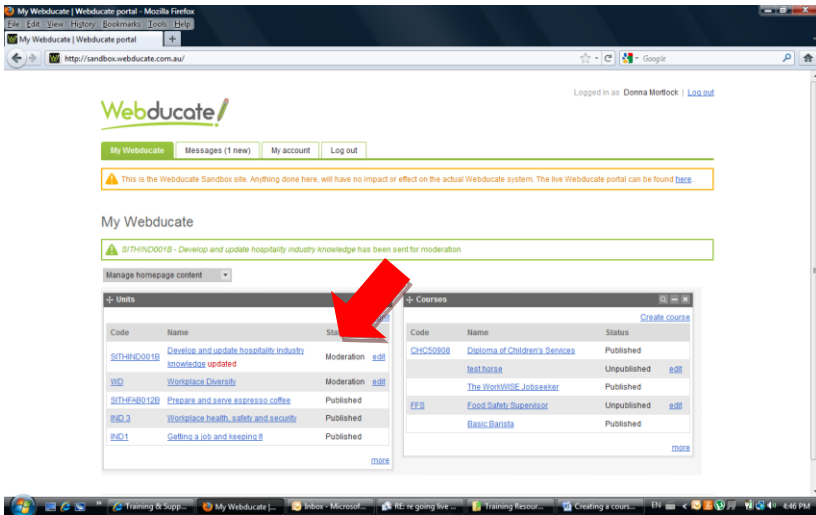 My Webducate | Webducate portal - Mozilla Firefox
File Edit View History Bookmarks Tools Help
My Webducate | Webducate portal +
http://sandbox.webducate.com.au/ Google
Logged in as Donna Mortlock | Log out
Webducate
My Webducate Messages (1 new) My account Log out
This is the Webducate Sandbox site. Anything done here, will have no impact or effect on the actual Webducate system. The live Webducate portal can be found here.
My Webducate
SITHIND001B - Develop and update hospitality industry knowledge has been sent for moderation
Manage homepage content
Units
Code Name
SITHIND001B Develop and update hospitality industry knowledge updated Moderation edit
WD Workplace Diversity Moderation edit
SITHFAB012B Prepare and serve espresso coffee Published
IND 3 Workplace health, safety and security Published
IND1 Getting a job and keeping it Published
more
Courses
Create course
Code Name Status
CHC50908 Diploma of Children's Services Published
test horse Unpublished edit
The WorkWISE Jobseeker Published
FFS Food Safety Supervisor Unpublished edit
Basic Barista Published
more
Training & Supp... My Webducate |... Inbox - Microsof... RE: re going live ... Training Resour... Creating a cours... EN 4:46 PM